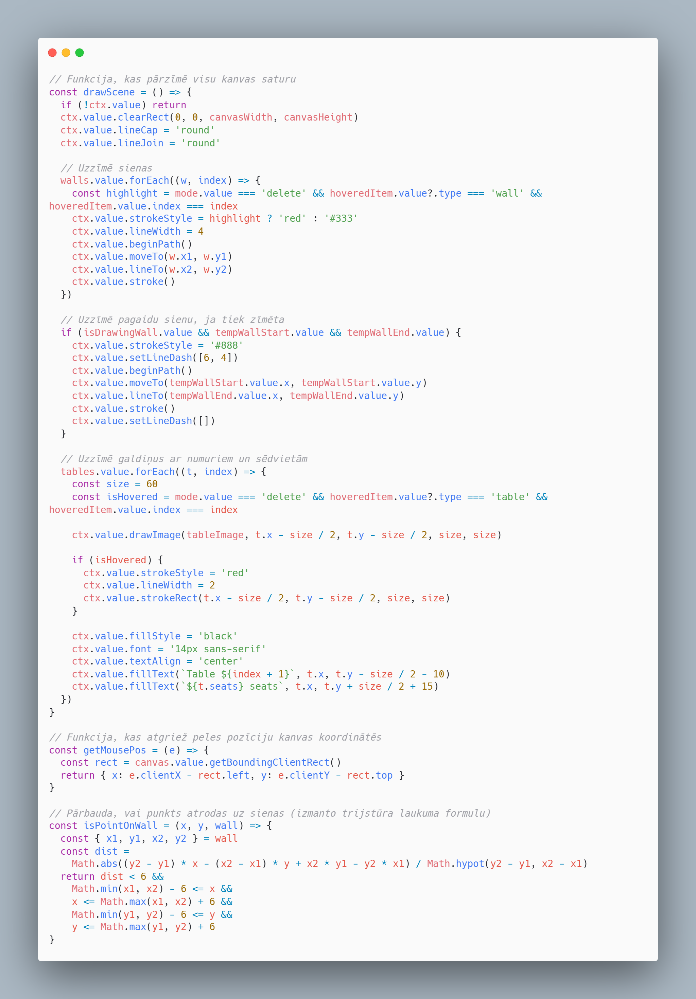 // Funkcija, kas pārzīmē visu kanvas saturu
const drawScene = () => {
  if (!ctx.value) return
  ctx.value.clearRect(0, 0, canvasWidth, canvasHeight)
  ctx.value.lineCap = 'round'
  ctx.value.lineJoin = 'round'

  // Uzzīmē sienas
  walls.value.forEach((w, index) => {
    const highlight = mode.value === 'delete' && hoveredItem.value?.type === 'wall' &&
hoveredItem.value.index === index
    ctx.value.strokeStyle = highlight ? 'red' : '#333'
    ctx.value.lineWidth = 4
    ctx.value.beginPath()
    ctx.value.moveTo(w.x1, w.y1)
    ctx.value.lineTo(w.x2, w.y2)
    ctx.value.stroke()
  })

  // Uzzīmē pagaidu sienu, ja tiek zīmēta
  if (isDrawingWall.value && tempWallStart.value && tempWallEnd.value) {
    ctx.value.strokeStyle = '#888'
    ctx.value.setLineDash([6, 4])
    ctx.value.beginPath()
    ctx.value.moveTo(tempWallStart.value.x, tempWallStart.value.y)
    ctx.value.lineTo(tempWallEnd.value.x, tempWallEnd.value.y)
    ctx.value.stroke()
    ctx.value.setLineDash([])
  }

  // Uzzīmē galdiņus ar numuriem un sēdvietām
  tables.value.forEach((t, index) => {
    const size = 60
    const isHovered = mode.value === 'delete' && hoveredItem.value?.type === 'table' &&
hoveredItem.value.index === index

    ctx.value.drawImage(tableImage, t.x - size / 2, t.y - size / 2, size, size)

    if (isHovered) {
      ctx.value.strokeStyle = 'red'
      ctx.value.lineWidth = 2
      ctx.value.strokeRect(t.x - size / 2, t.y - size / 2, size, size)
    }

    ctx.value.fillStyle = 'black'
    ctx.value.font = '14px sans-serif'
    ctx.value.textAlign = 'center'
    ctx.value.fillText(`Table ${index + 1}`, t.x, t.y - size / 2 - 10)
    ctx.value.fillText(`${t.seats} seats`, t.x, t.y + size / 2 + 15)
  })
}

// Funkcija, kas atgriež peles pozīciju kanvas koordinātēs
const getMousePos = (e) => {
  const rect = canvas.value.getBoundingClientRect()
  return { x: e.clientX - rect.left, y: e.clientY - rect.top }
}

// Pārbauda, vai punkts atrodas uz sienas (izmanto trijstūra laukuma formulu)
const isPointOnWall = (x, y, wall) => {
  const { x1, y1, x2, y2 } = wall
  const dist =
    Math.abs((y2 - y1) * x - (x2 - x1) * y + x2 * y1 - y2 * x1) / Math.hypot(y2 - y1, x2 - x1)
  return dist < 6 &&
    Math.min(x1, x2) - 6 <= x &&
    x <= Math.max(x1, x2) + 6 &&
    Math.min(y1, y2) - 6 <= y &&
    y <= Math.max(y1, y2) + 6
}